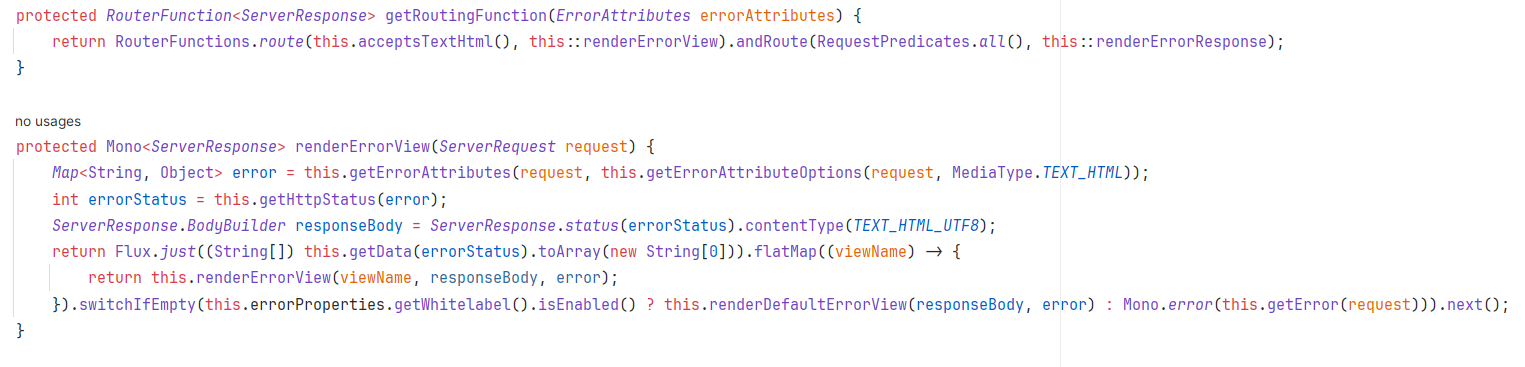 protected RouterFunction<ServerResponse> getRoutingFunction(ErrorAttributes errorAttributes) {
    return RouterFunctions.route(this.acceptsTextHtml(), this::renderErrorView).andRoute(RequestPredicates.all(), this::renderErrorResponse);
}
no usages
protected Mono<ServerResponse> renderErrorView(ServerRequest request) {
    Map<String, Object> error = this.getErrorAttributes(request, this.getErrorAttributeOptions(request, MediaType.TEXT_HTML));
    int errorStatus = this.getHttpStatus(error);
    ServerResponse.BodyBuilder responseBody = ServerResponse.status(errorStatus).contentType(TEXT_HTML_UTF8);
    return Flux.just((String[]) this.getData(errorStatus).toArray(new String[0])).flatMap((viewName) -> {
        return this.renderErrorView(viewName, responseBody, error);
    }).switchIfEmpty(this.errorProperties.getWhitelabel().isEnabled() ? this.renderDefaultErrorView(responseBody, error) : Mono.error(this.getError(request))).next();
}